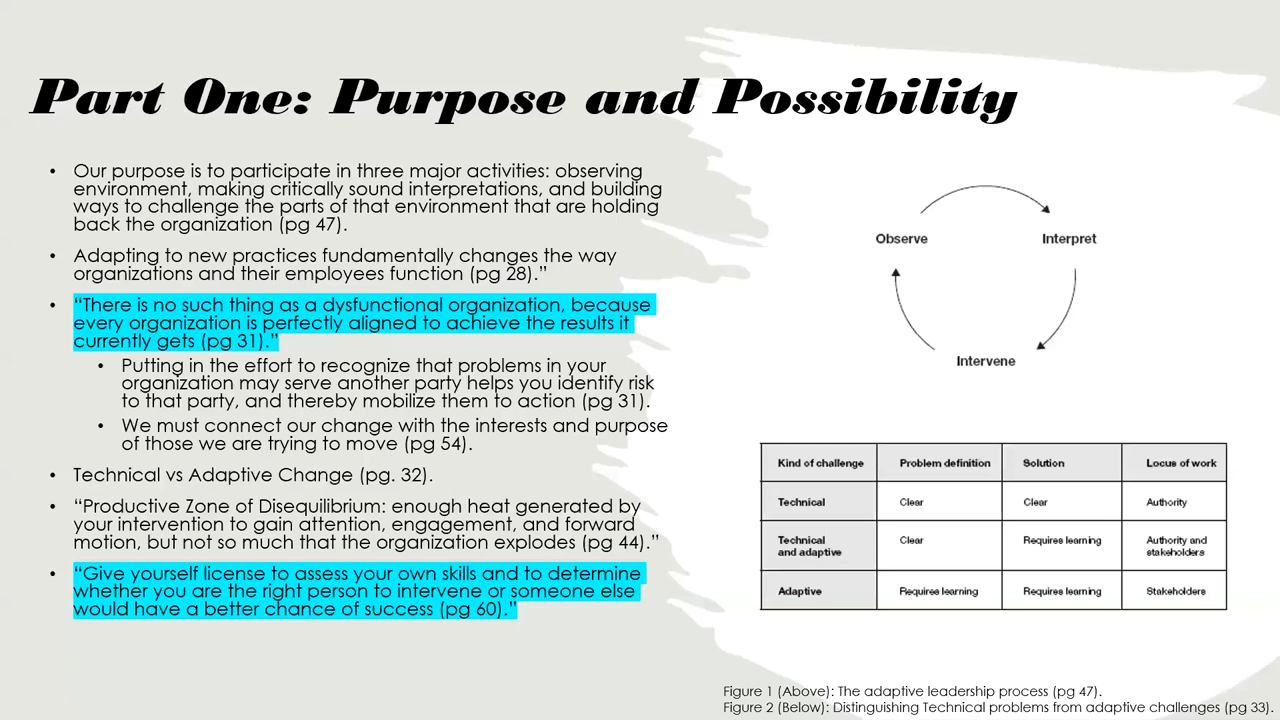 Part One: Purpose and Possibility
• Our purpose is to participate in three major activities: observing
environment, making critically sound interpretations, and building
ways to challenge the parts of that environment that are holding
back the organization (pg 47).
Adapting to new practices fundamentally changes the way
organizations and their employees function (pg 28).”
• “There is no such thing as a dysfunctional organization, because
every organization is perfectly aligned to achieve the results it
currently gets (pg 31).”
• Putting in the effort to recognize that problems in your
organization may serve another party helps you identify risk
to that party, and thereby mobilize them to action (pg 31).
• We must connect our change with the interests and purpose
of those we are trying to move (pg 54).
• Technical vs Adaptive Change (pg. 32).
• “Productive Zone of Disequilibrium: enough heat generated by
your intervention to gain attention, engagement, and forward
motion, but not so much that the organization explodes (pg 44).”
• “Give yourself license to assess your own skills and to determine
whether you are the right person to intervene or someone else
would have a better chance of success (pg 60).”
Observe Interpret
Intervene
Kind of challenge Problem definition Solution Locus of work
Technical Clear Clear Authority
Technical and adaptive Clear Requires learning Authority and stakeholders
Adaptive Requires learning Requires learning Stakeholders
Figure 1 (Above): The adaptive leadership process (pg 47).
Figure 2 (Below): Distinguishing Technical problems from adaptive challenges (pg 33).